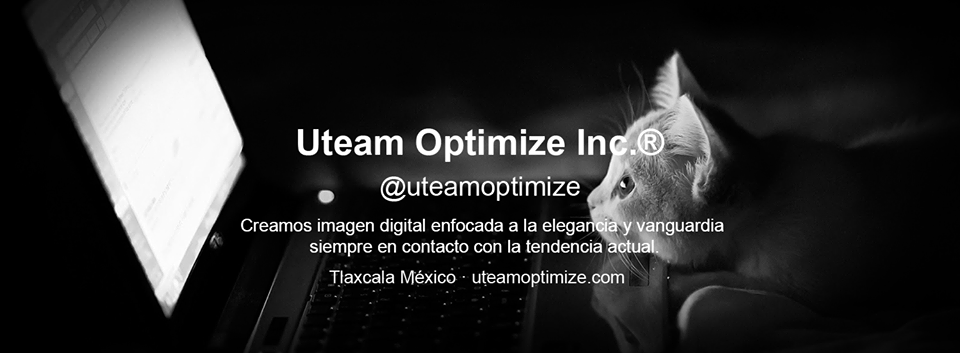 Uteam Optimize Inc.®
@uteamoptimize
Creamos imagen digital enfocada a la elegancia y vanguardia
siempre en contacto con la tendencia actual.
Tlaxcala México · uteamoptimize.com